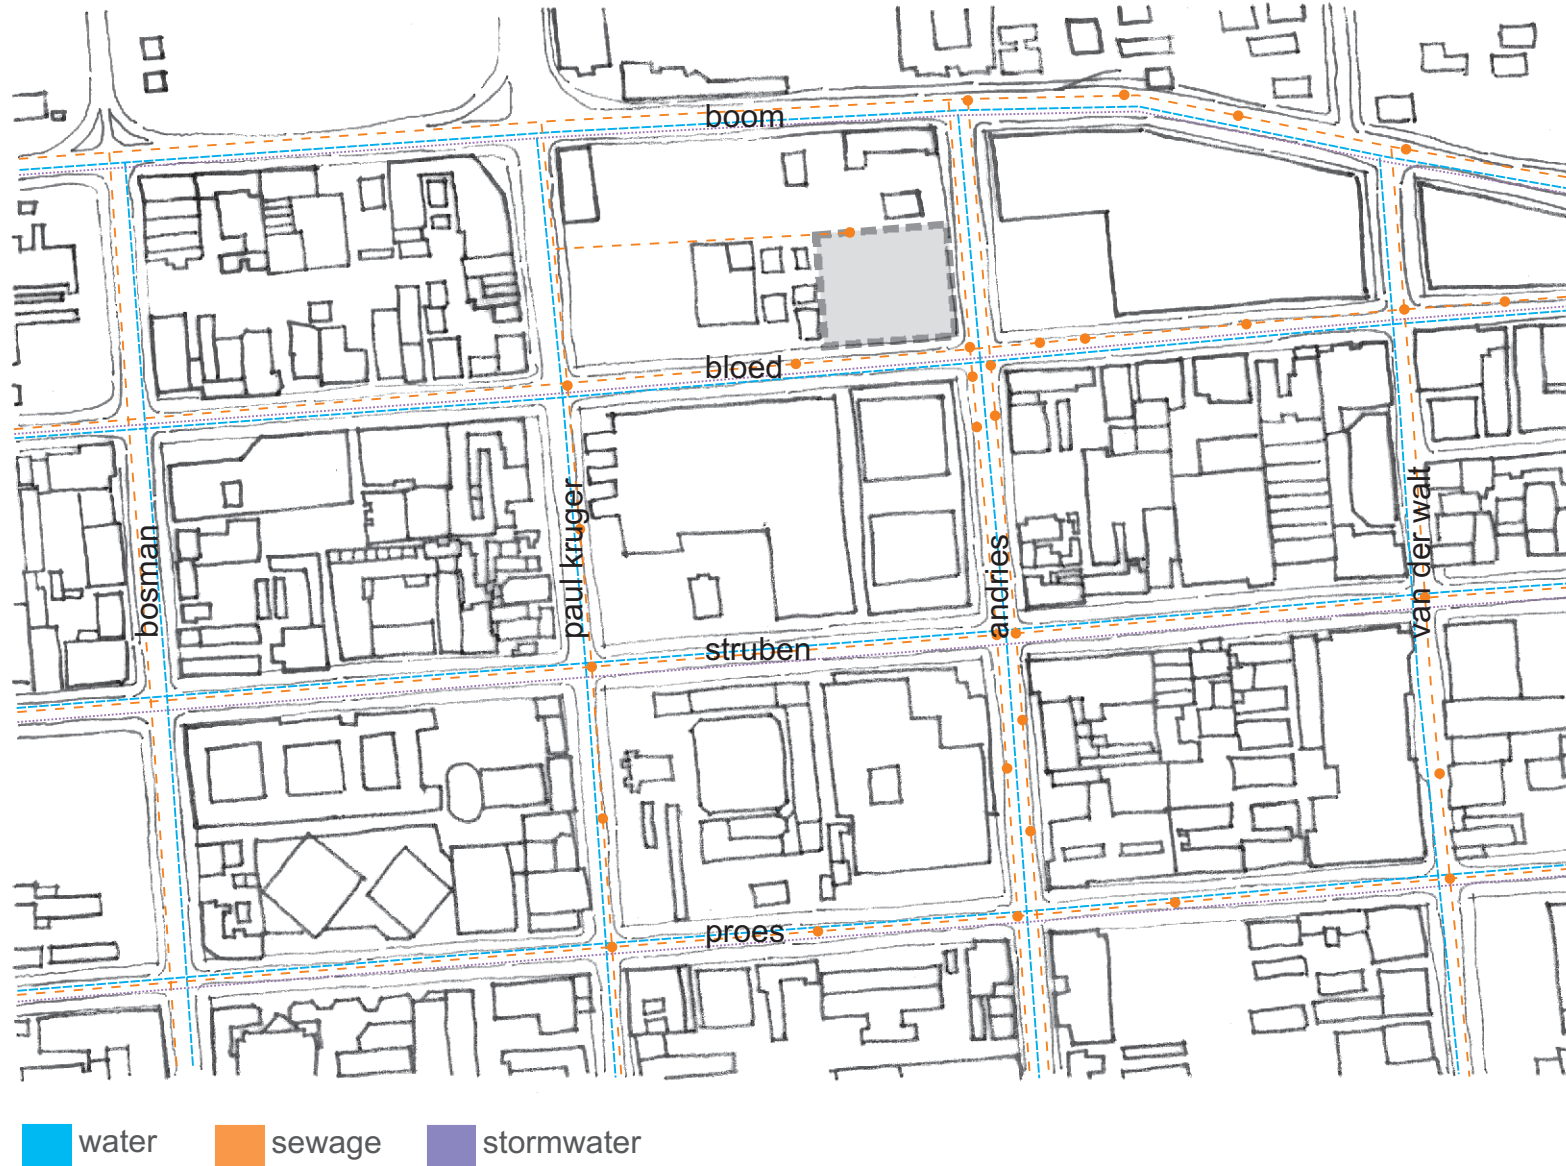 boom
bloed
bosman
paul kruger
andries
van der walt
struben
proes
water
sewage
stormwater